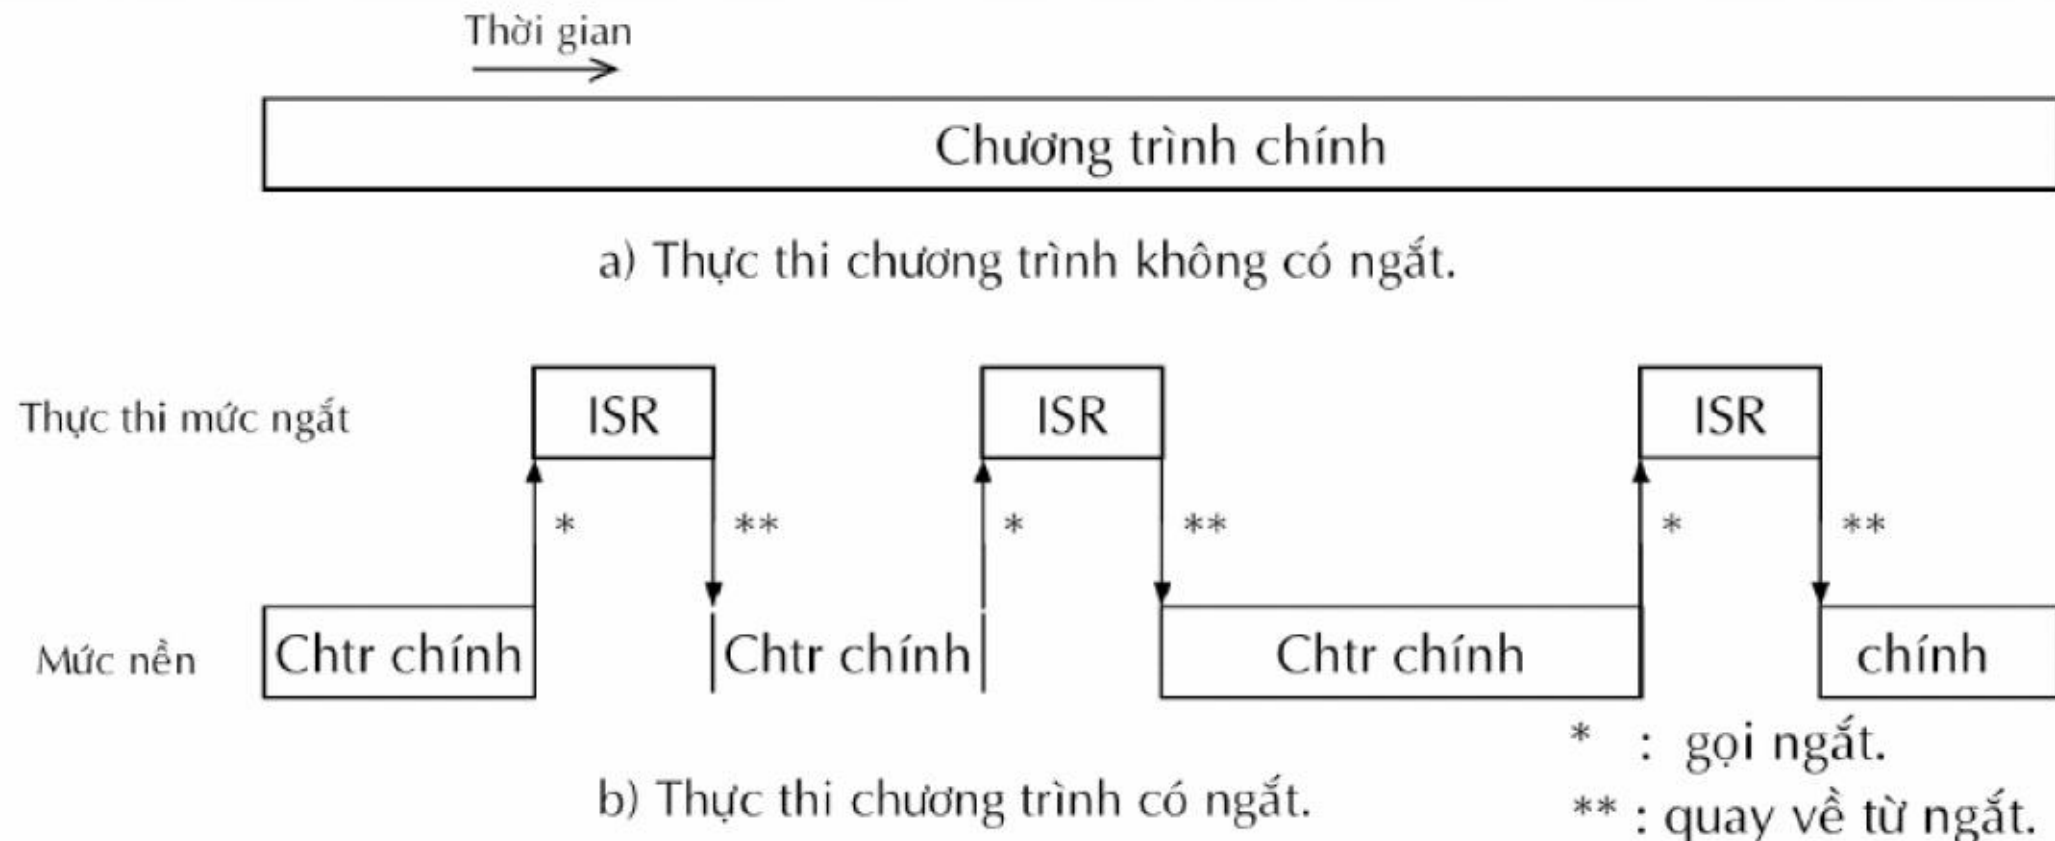 Thời gian
Chương trình chính
a) Thực thi chương trình không có ngắt.
Thực thi mức ngắt
ISR
ISR
ISR
*
**
*
**
*
**
Mức nền
Chtr chính
Chtr chính
Chtr chính
chính
* : gọi ngắt.
b) Thực thi chương trình có ngắt.
** : quay về từ ngắt.